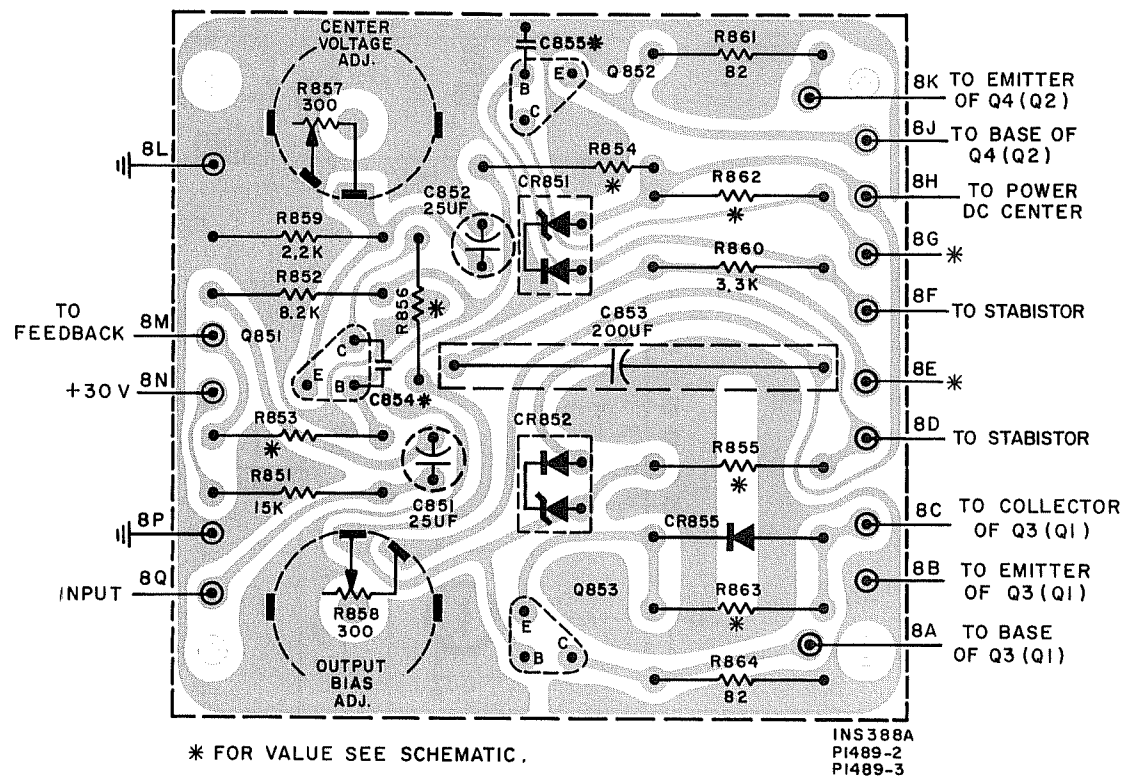 CENTER
VOLTAGE
ADJ.
R857
300
C855*
B
E
C
Q852
R861
82
8K TO EMITTER
OF Q4 (Q2)
8J TO BASE OF
Q4 (Q2)
8L
R854
*
CR851
R862
*
8H TO POWER
DC CENTER
C852
25UF
R859
2.2K
8G *
R860
3.3K
R852
8.2K
R856
*
8F TO STABISTOR
TO
FEEDBACK 8M
Q851
C
E
B
C853
200UF
8E *
+30V 8N
C854*
R853
*
CR852
8D TO STABISTOR
R855
*
R851
15K
C851
25UF
8P
CR855
8C TO COLLECTOR
OF Q3 (Q1)
8B TO EMITTER
OF Q3 (Q1)
INPUT 8Q
R858
300
Q853
E
B
C
R863
*
8A TO BASE
OF Q3 (Q1)
OUTPUT
BIAS
ADJ.
R864
82
* FOR VALUE SEE SCHEMATIC.
INS388A
P1489-2
P1489-3